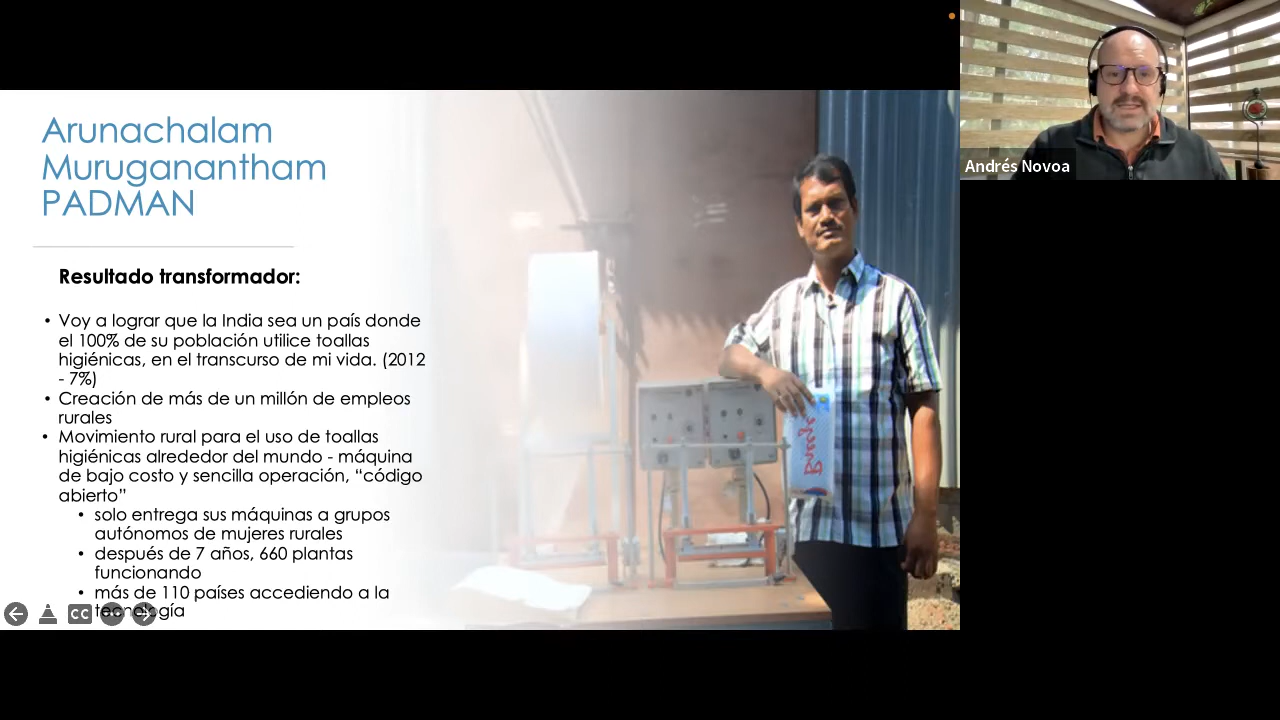 Arunachalam
Muruganantham
PADMAN
Resultado transformador:
• Voy a lograr que la India sea un país donde
el 100% de su población utilice toallas
higiénicas, en el transcurso de mi vida. (2012
- 7%)
• Creación de más de un millón de empleos
rurales
• Movimiento rural para el uso de toallas
higiénicas alrededor del mundo - máquina
de bajo costo y sencilla operación, “código
abierto”
• solo entrega sus máquinas a grupos
autónomos de mujeres rurales
• después de 7 años, 660 plantas
funcionando
• más de 110 países accediendo a la
tecnología
CC
Andrés Novoa